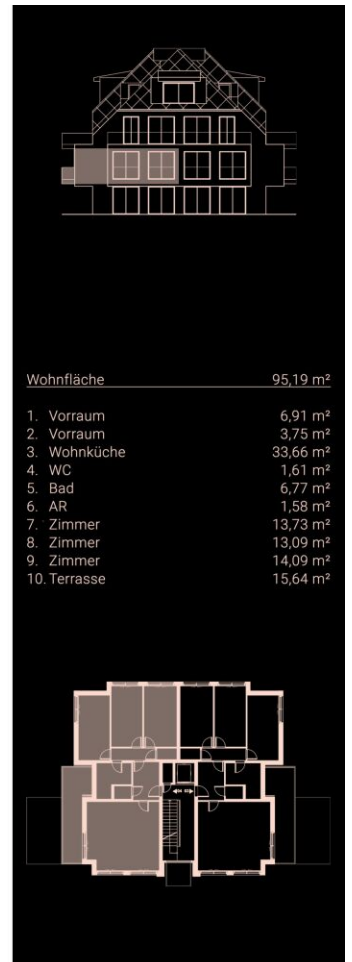 Wohnfläche 95,19 m²
1. Vorraum 6,91 m²
2. Vorraum 3,75 m²
3. Wohnküche 33,66 m²
4. WC 1,61 m²
5. Bad 6,77 m²
6. AR 1,58 m²
7. Zimmer 13,73 m²
8. Zimmer 13,09 m²
9. Zimmer 14,09 m²
10. Terrasse 15,64 m²